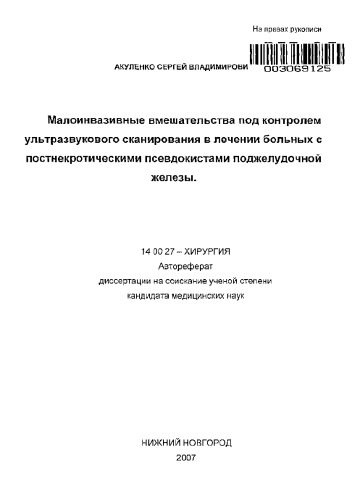 На правах рукописи
АКУЛЕНКО СЕРГЕЙ ВЛАДИМИРОВИ
003069125
Малоинвазивные вмешательства под контролем
ультразвукового сканирования в лечении больных с
постнекротическими псевдокистами поджелудочной
железы.
14 00 27 – ХИРУРГИЯ
Автореферат
диссертации на соискание ученой степени
кандидата медицинских наук
НИЖНИЙ НОВГОРОД
2007